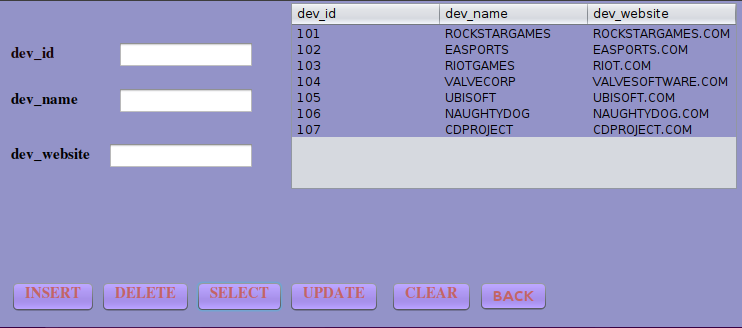 dev_id dev_name dev_website
101 ROCKSTARGAMES ROCKSTARGAMES.COM
102 EASPORTS EASPORTS.COM
103 RIOTGAMES RIOT.COM
104 VALVECORP VALVESOFTWARE.COM
105 UBISOFT UBISOFT.COM
106 NAUGHTYDOG NAUGHTYDOG.COM
107 CDPROJECT CDPROJECT.COM
dev_id
dev_name
dev_website
INSERT DELETE SELECT UPDATE CLEAR BACK